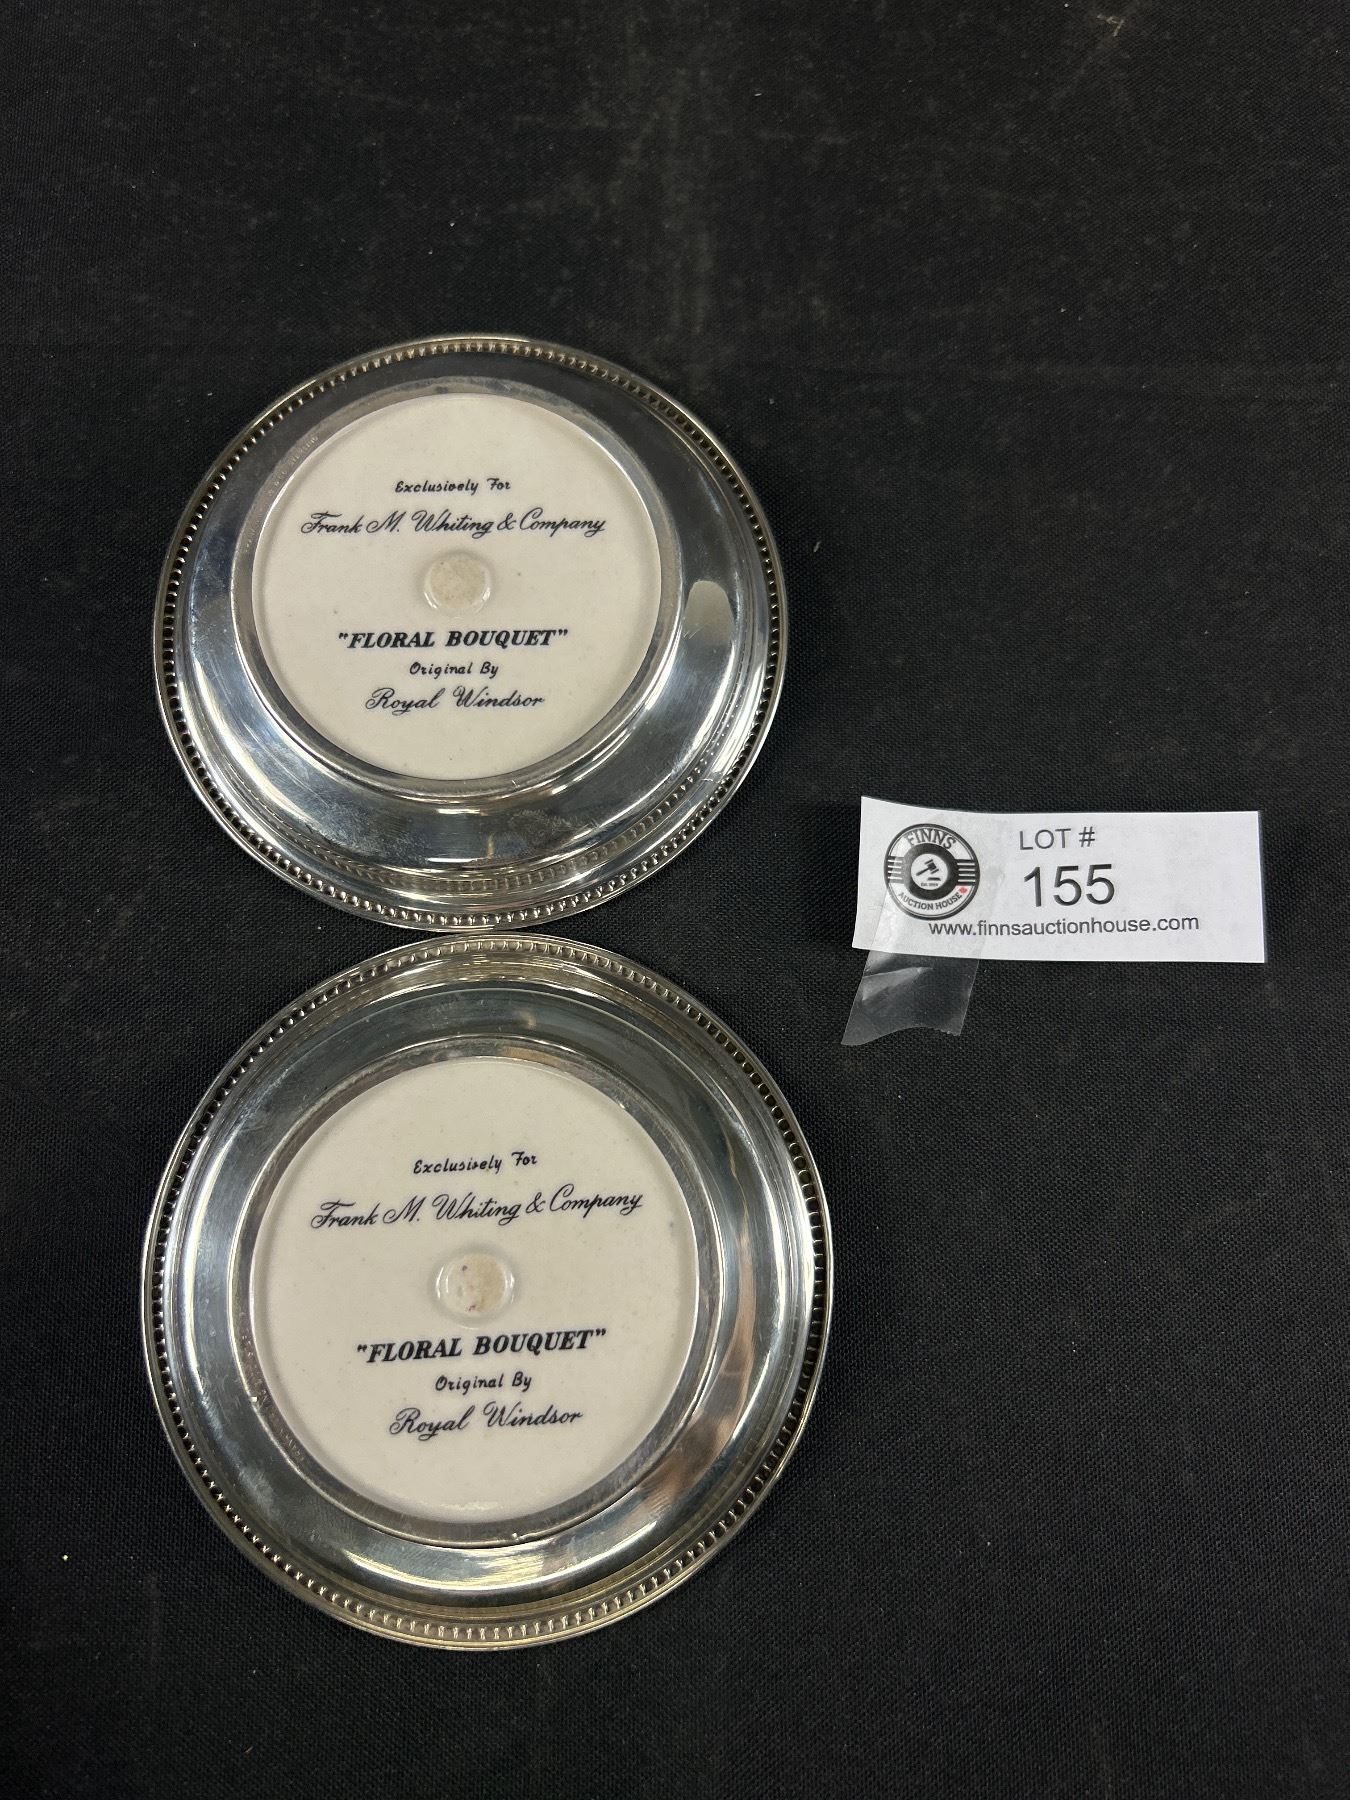 Exclusively For
Frank M. Whiting & Company
"FLORAL BOUQUET"
Original By
Royal Windsor
FINNS
AUCTION HOUSE
LOT #
155
www.finnsauctionhouse.com
Exclusively For
Frank M. Whiting & Company
"FLORAL BOUQUET"
Original By
Royal Windsor